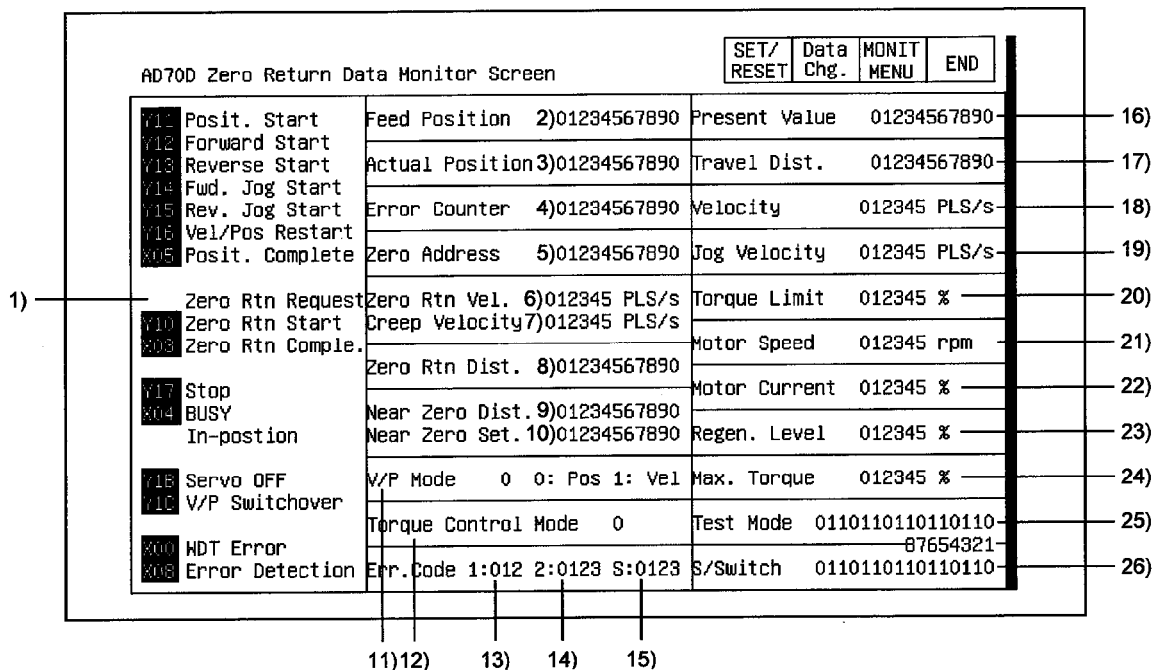 AD70D Zero Return Data Monitor Screen
SET/ RESET
Data Chg.
MONIT MENU
END
Y11 Posit. Start
Y12 Forward Start
Y13 Reverse Start
Y14 Fwd. Jog Start
Y15 Rev. Jog Start
Y16 Vel/Pos Restart
X05 Posit. Complete
1)
Zero Rtn Request
Y10 Zero Rtn Start
Zero Rtn Comple.
Y17 Stop
X04 BUSY
In-postion
Y1B Servo OFF
Y1C V/P Switchover
X00 WDT Error
Error Detection
Feed Position 2)01234567890
Actual Position 3)01234567890
Error Counter 4)01234567890
Zero Address 5)01234567890
Zero Rtn Vel. 6)012345 PLS/s
Creep Velocity 7)012345 PLS/s
Zero Rtn Dist. 8)01234567890
Near Zero Dist. 9)01234567890
Near Zero Set. 10)01234567890
V/P Mode 0 0: Pos 1: Vel
Torque Control Mode 0
Err.Code 1:012 2:0123 S:0123
Present Value 01234567890 16)
Travel Dist. 01234567890 17)
Velocity 012345 PLS/s 18)
Jog Velocity 012345 PLS/s 19)
Torque Limit 012345 % 20)
Motor Speed 012345 rpm 21)
Motor Current 012345 % 22)
Regen. Level 012345 % 23)
Max. Torque 012345 % 24)
Test Mode 0110110110110110 25)
87654321
S/Switch 0110110110110110 26)
11) 12) 13) 14) 15)